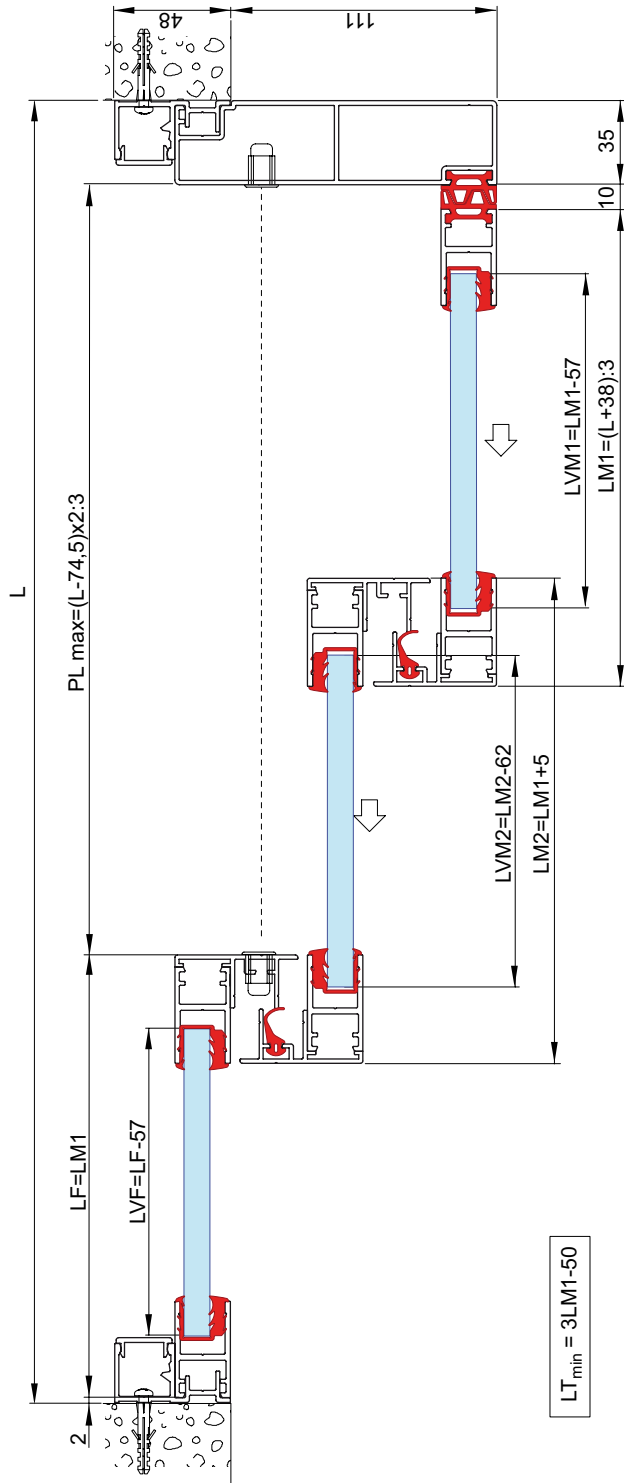 L
48
PL max=(L-74,5)x2:3
111
LF=LM1
LVF=LF-57
2
35
10
LVM1=LM1-57
LM1=(L+38):3
LVM2=LM2-62
LM2=LM1+5
LTmin = 3LM1-50